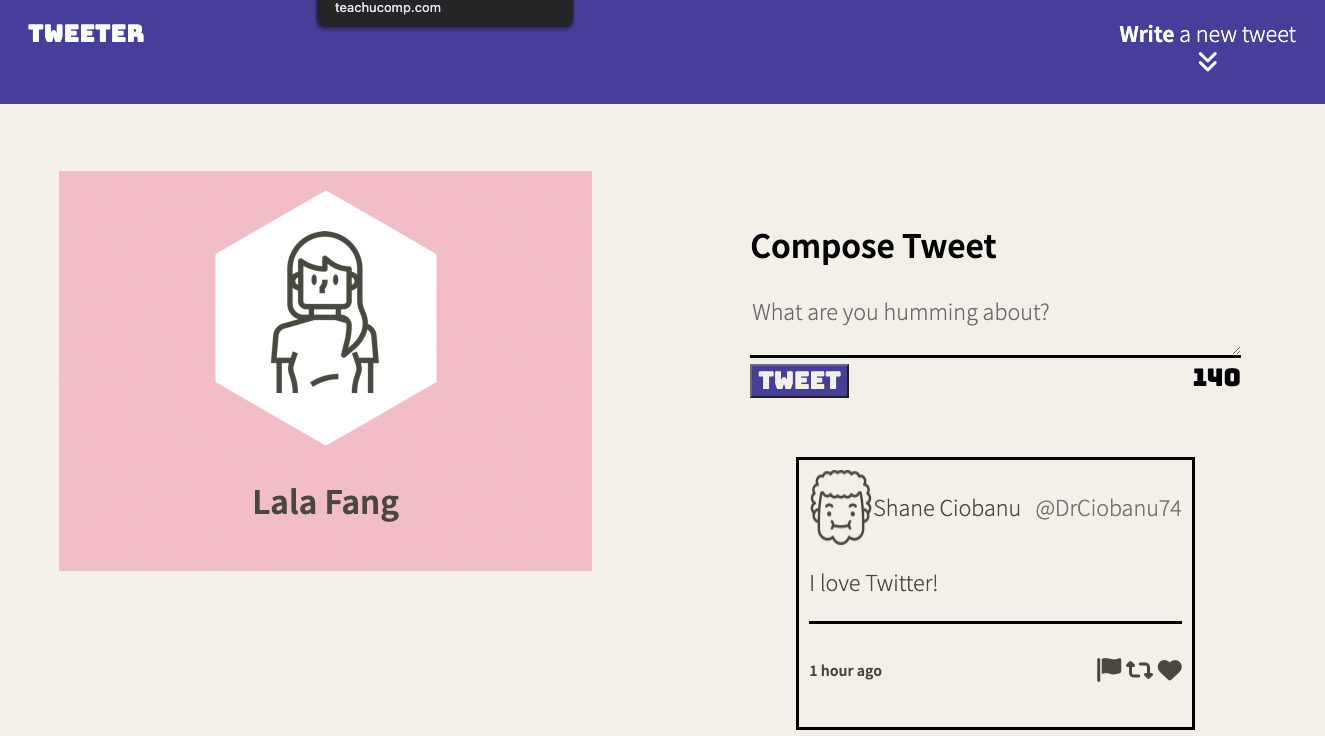 teachucomp.com
TWEETER
Write a new tweet
Lala Fang
Compose Tweet
What are you humming about?
TWEET
140
Shane Ciobanu @DrCiobanu74
I love Twitter!
1 hour ago